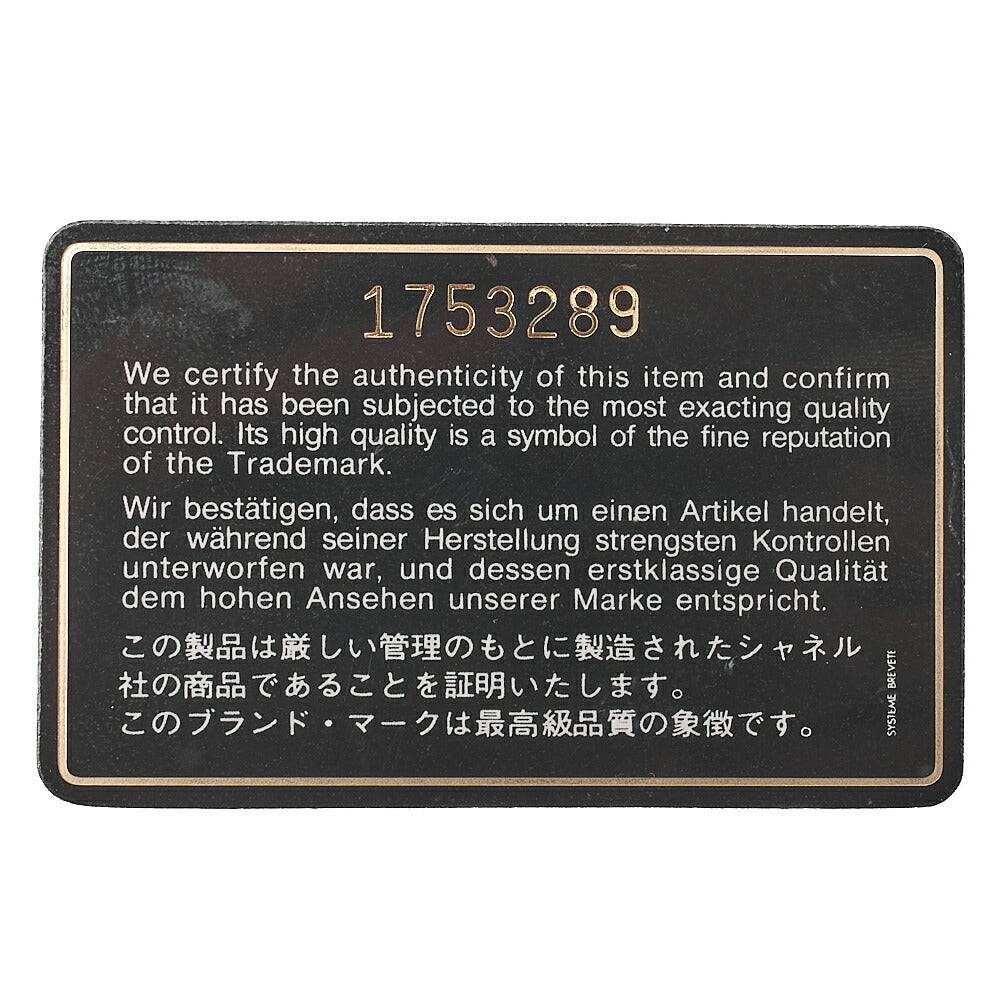 1753289
We certify the authenticity of this item and confirm
that it has been subjected to the most exacting quality
control. Its high quality is a symbol of the fine reputation
of the Trademark.
Wir bestätigen, dass es sich um einen Artikel handelt,
der während seiner Herstellung strengsten Kontrollen
unterworfen war, und dessen erstklassige Qualität
dem hohen Ansehen unserer Marke entspricht.
この製品は厳しい管理のもとに製造されたシャネル
社の商品であることを証明いたします。
このブランド・マークは最高級品質の象徴です。
SYSTEME BREVETE